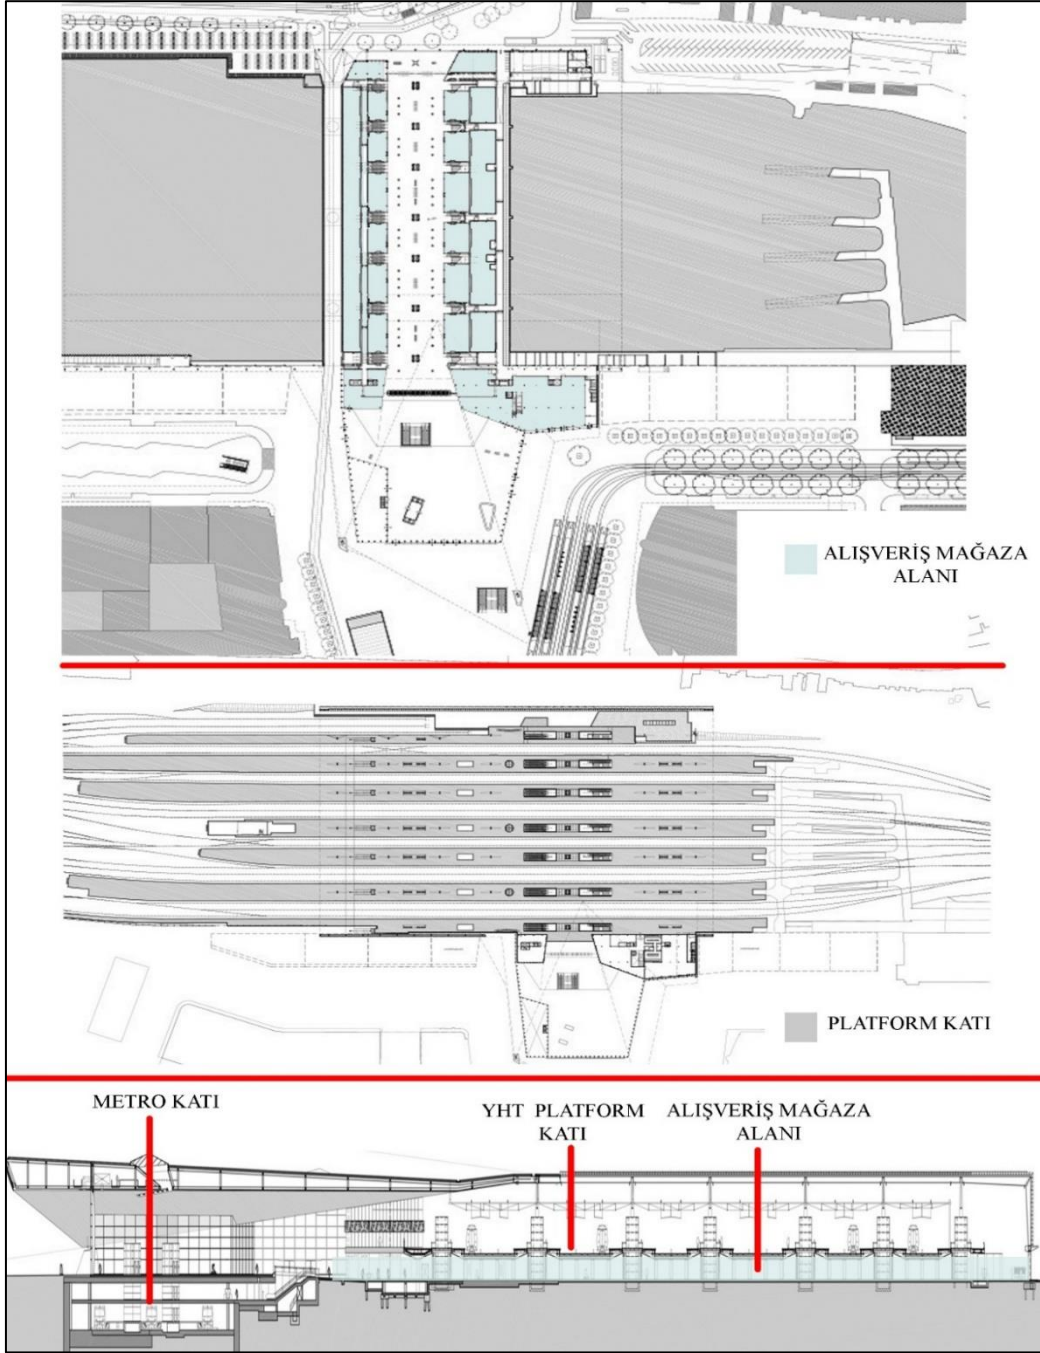 ALIŞVERİŞ MAĞAZA
ALANI
PLATFORM KATI
METRO KATI
YHT PLATFORM
KATI
ALIŞVERİŞ MAĞAZA
ALANI